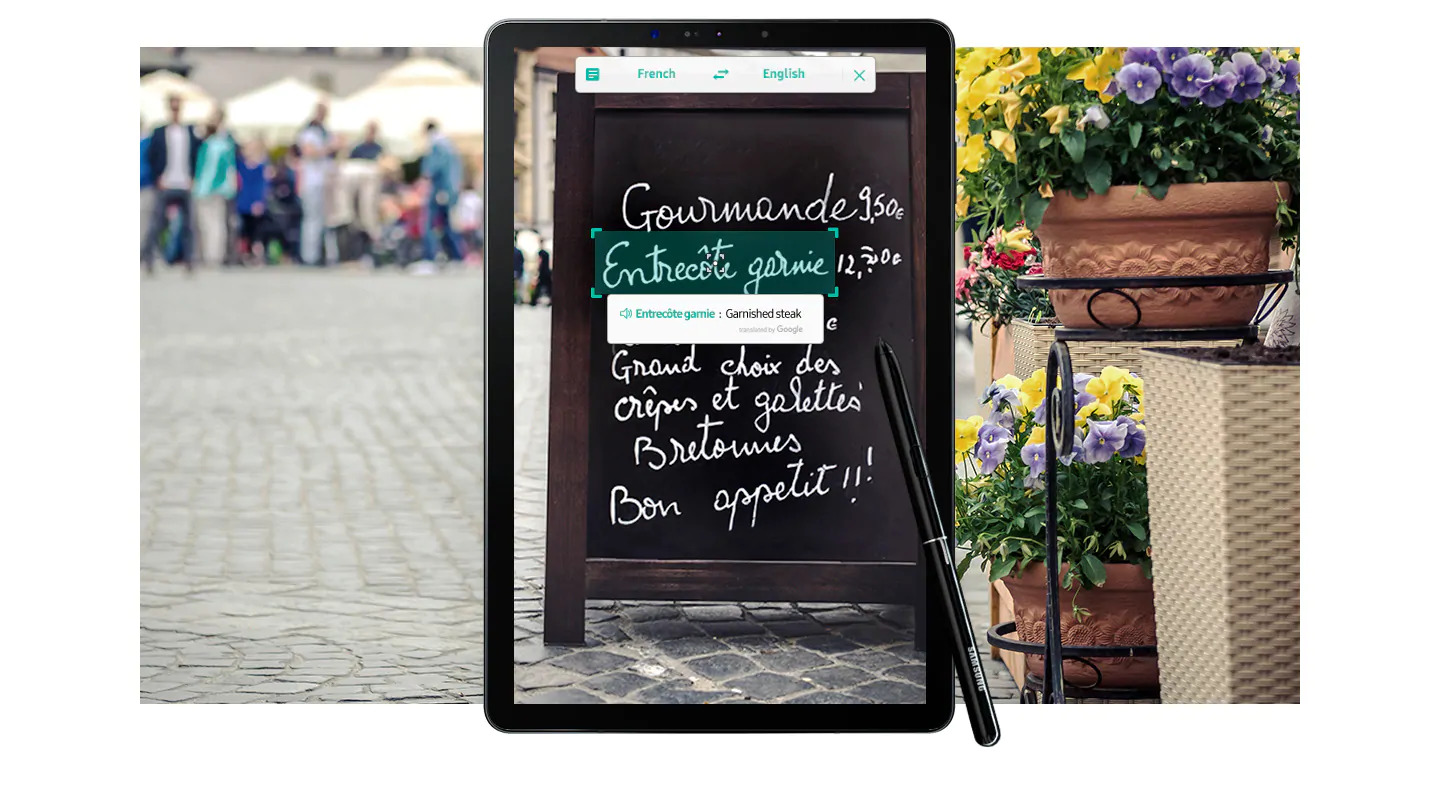 French English
Gourmande 9,50€
Entrecôte garnie 12,
Entrecôte garnie : Garnished steak
translated by Google
€
Grand choix des
crêpes et galettes
Bretonnes
Bon appetit !!!
SAMSUNG